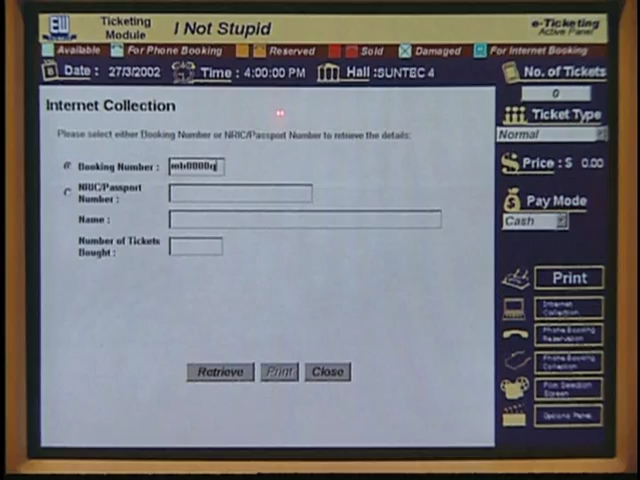 EW
Ticketing
Module
I Not Stupid
e-Ticketing
Active Panel
Available
For Phone Booking
Reserved
Sold
Damaged
For Internet Booking
Date : 27/3/2002
Time : 4:00:00 PM
Hall :SUNTEC 4
No. of Tickets
0
Internet Collection
Please select either Booking Number or NRIC/Passport Number to retrieve the details:
Booking Number :
NRIC/Passport
Number :
Name :
Number of Tickets
Bought :
Retrieve
Print
Close
Ticket Type
Normal
Price : $ 0.00
Pay Mode
Cash
Print
Internet
Collection
Phone Booking
Reservation
Phone Booking
Collection
Film Selection
Screen
Options Panel